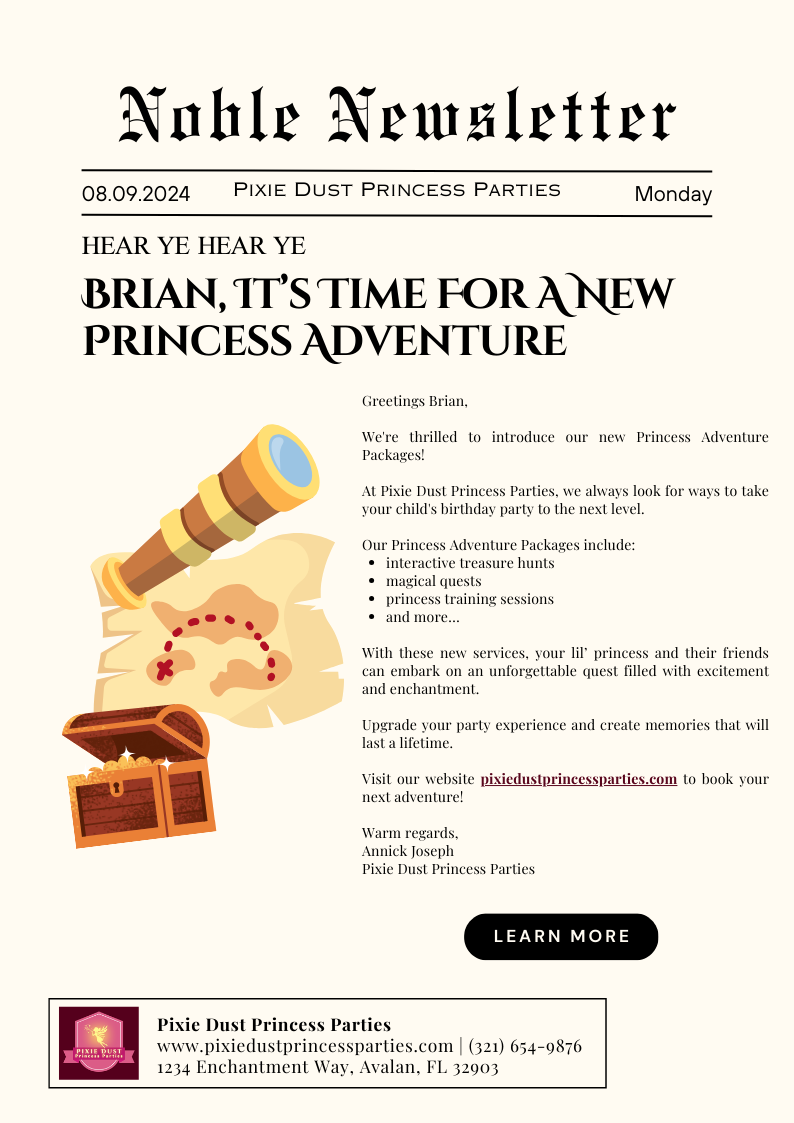 Noble Newsletter
08.09.2024 Pixie Dust Princess Parties Monday
HEAR YE HEAR YE
BRIAN, IT'S TIME FOR A NEW
PRINCESS ADVENTURE
Greetings Brian,
We're thrilled to introduce our new Princess Adventure
Packages!
At Pixie Dust Princess Parties, we always look for ways to take
your child's birthday party to the next level.
Our Princess Adventure Packages include:
• interactive treasure hunts
• magical quests
• princess training sessions
• and more...
With these new services, your lil' princess and their friends
can embark on an unforgettable quest filled with excitement
and enchantment.
Upgrade your party experience and create memories that will
last a lifetime.
Visit our website pixiedustprincessparties.com to book your
next adventure!
Warm regards,
Annick Joseph
Pixie Dust Princess Parties
LEARN MORE
PIXIE DUST
Princess Parties
Pixie Dust Princess Parties
www.pixiedustprincessparties.com | (321) 654-9876
1234 Enchantment Way, Avalan, FL 32903